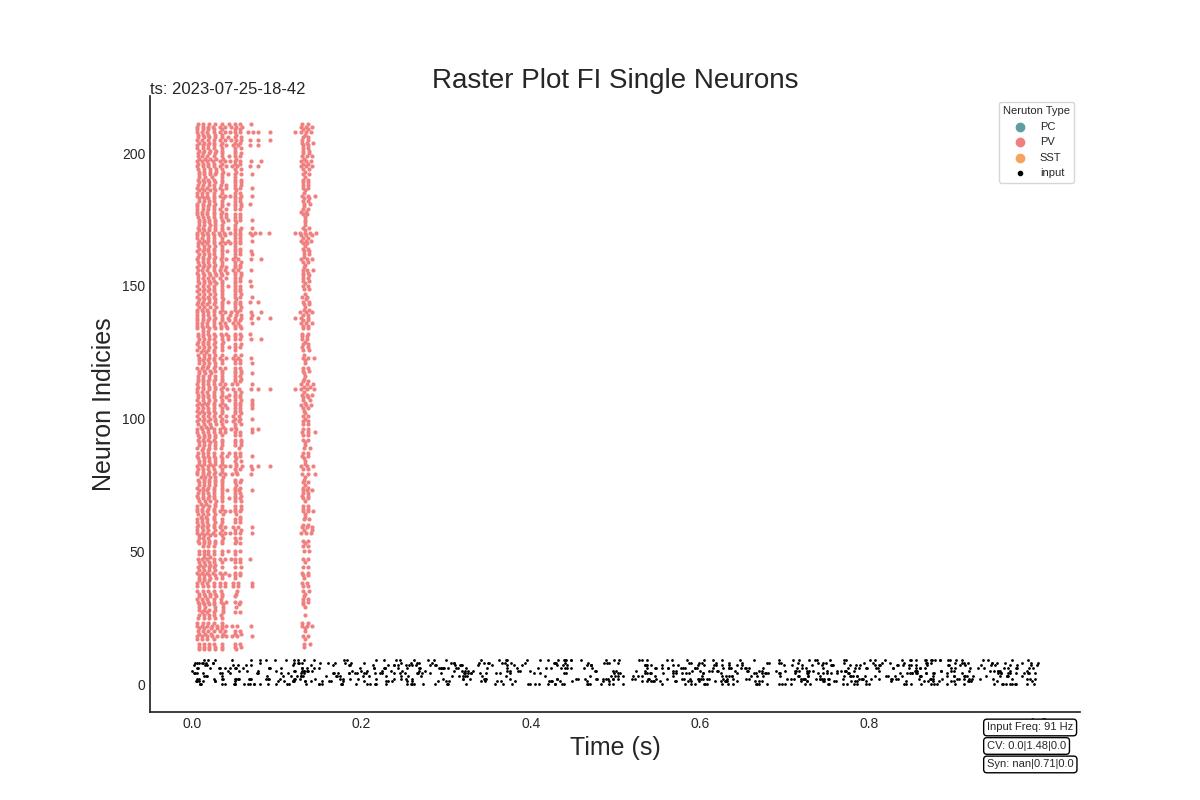 Raster Plot FI Single Neurons
ts: 2023-07-25-18-42
Neruton Type
PC
PV
SST
input
200
150
100
50
0
Neuron Indicies
0.0 0.2 0.4 0.6 0.8
Time (s)
Input Freq: 91 Hz
CV: 0.0|1.48|0.0
Syn: nan|0.71|0.0